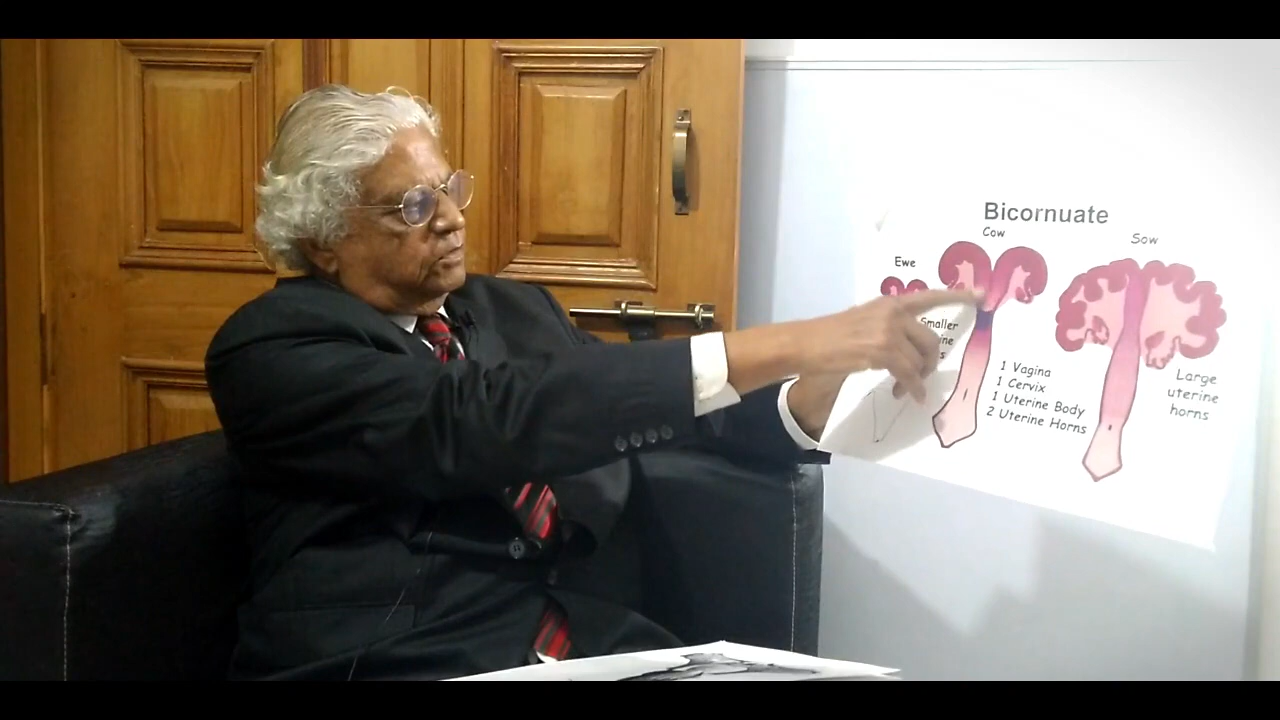 Bicornuate
Cow
Sow
Ewe
Smaller
1 Vagina
1 Cervix
1 Uterine Body
2 Uterine Horns
Large
uterine
horns